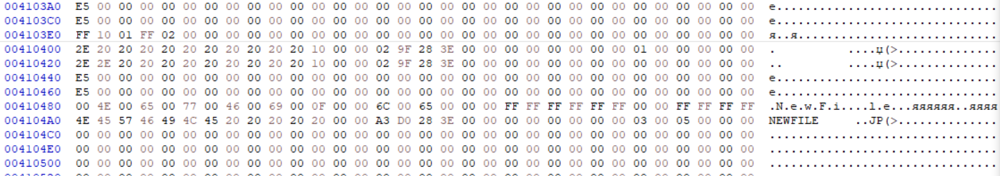 004103A0 E5 00 00 00 00 00 00 00 00 00 00 00 00 00 00 00 00 00 00 00 00 00 00 00 00 00 00 00 00 00 00 00 е...............................
004103C0 E5 00 00 00 00 00 00 00 00 00 00 00 00 00 00 00 00 00 00 00 00 00 00 00 00 00 00 00 00 00 00 00 е...............................
004103E0 FF 10 01 FF 02 00 00 00 00 00 00 00 00 00 00 00 00 00 00 00 00 00 00 00 00 00 00 00 00 00 00 00 я..я............................
00410400 2E 20 20 20 20 20 20 20 20 20 20 10 00 00 02 9F 28 3E 00 00 00 00 00 00 00 00 01 00 00 00 00 00 .          ....џ(>..............
00410420 2E 2E 20 20 20 20 20 20 20 20 20 10 00 00 02 9F 28 3E 00 00 00 00 00 00 00 00 00 00 00 00 00 00 ..         ....џ(>..............
00410440 E5 00 00 00 00 00 00 00 00 00 00 00 00 00 00 00 00 00 00 00 00 00 00 00 00 00 00 00 00 00 00 00 е...............................
00410460 E5 00 00 00 00 00 00 00 00 00 00 00 00 00 00 00 00 00 00 00 00 00 00 00 00 00 00 00 00 00 00 00 е...............................
00410480 00 4E 00 65 00 77 00 46 00 69 00 0F 00 00 6C 00 65 00 00 00 FF FF FF FF FF FF 00 00 FF FF FF FF .N.e.w.F.i....l.e...яяяяяя..яяяя
004104A0 4E 45 57 46 49 4C 45 20 20 20 20 20 00 00 A3 D0 28 3E 00 00 00 00 00 00 00 00 03 00 05 00 00 00 NEWFILE     ..ЈР(>..............
004104C0 00 00 00 00 00 00 00 00 00 00 00 00 00 00 00 00 00 00 00 00 00 00 00 00 00 00 00 00 00 00 00 00 ................................
004104E0 00 00 00 00 00 00 00 00 00 00 00 00 00 00 00 00 00 00 00 00 00 00 00 00 00 00 00 00 00 00 00 00 ................................
00410500 00 00 00 00 00 00 00 00 00 00 00 00 00 00 00 00 00 00 00 00 00 00 00 00 00 00 00 00 00 00 00 00 ................................